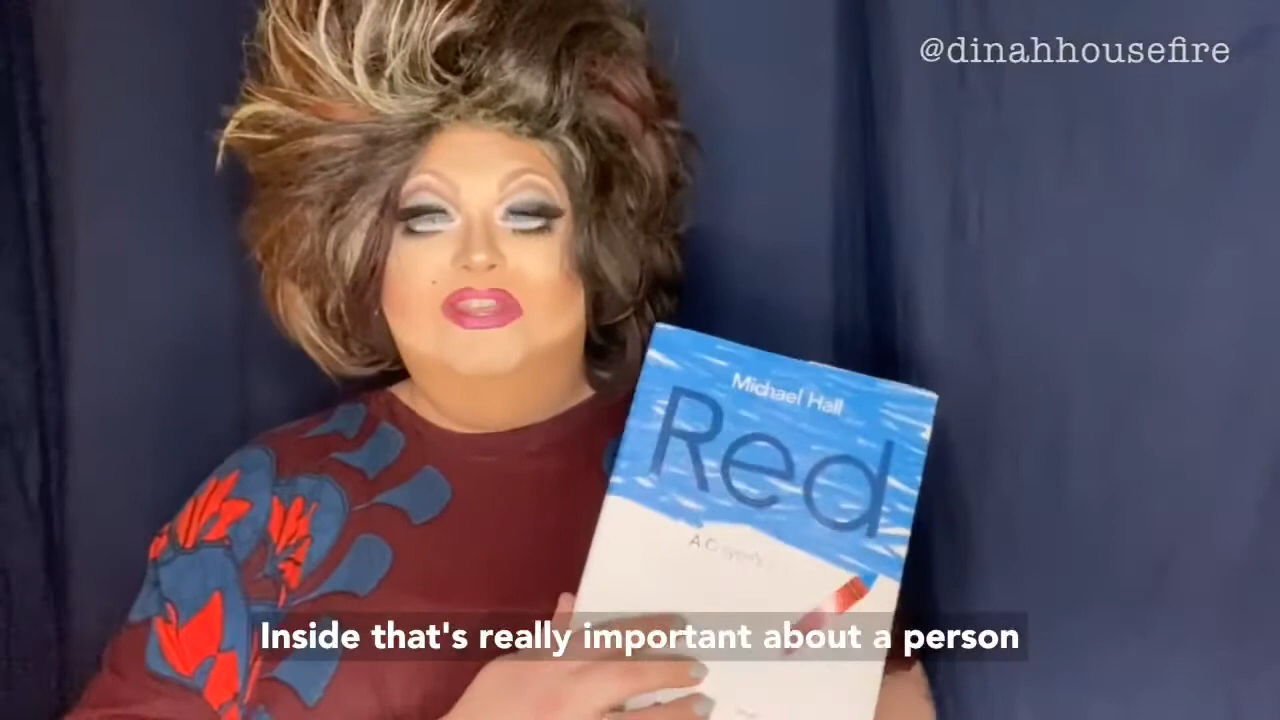 @dinahhousefire
Michael Hall
Red
Inside that's really important about a person